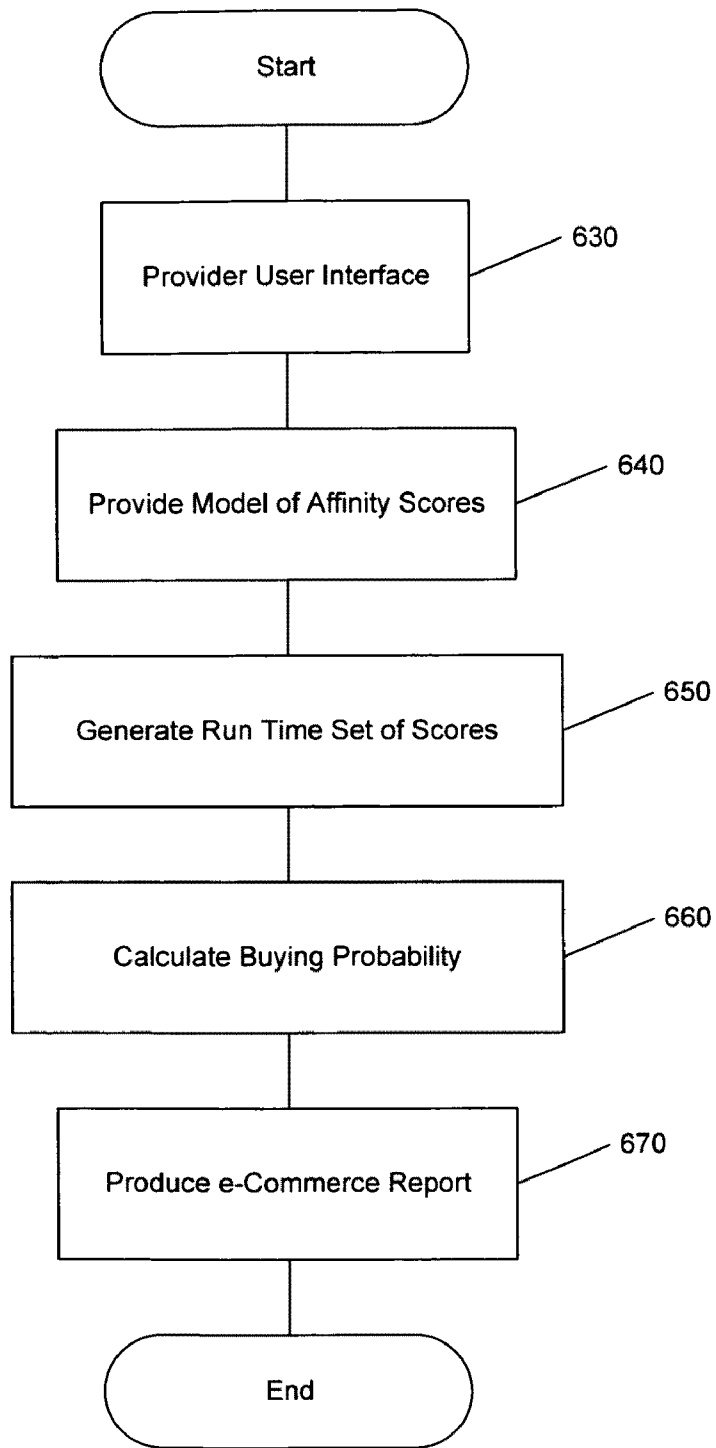 Start
Provider User Interface
630
Provide Model of Affinity Scores
640
Generate Run Time Set of Scores
650
Calculate Buying Probability
660
Produce e-Commerce Report
670
End